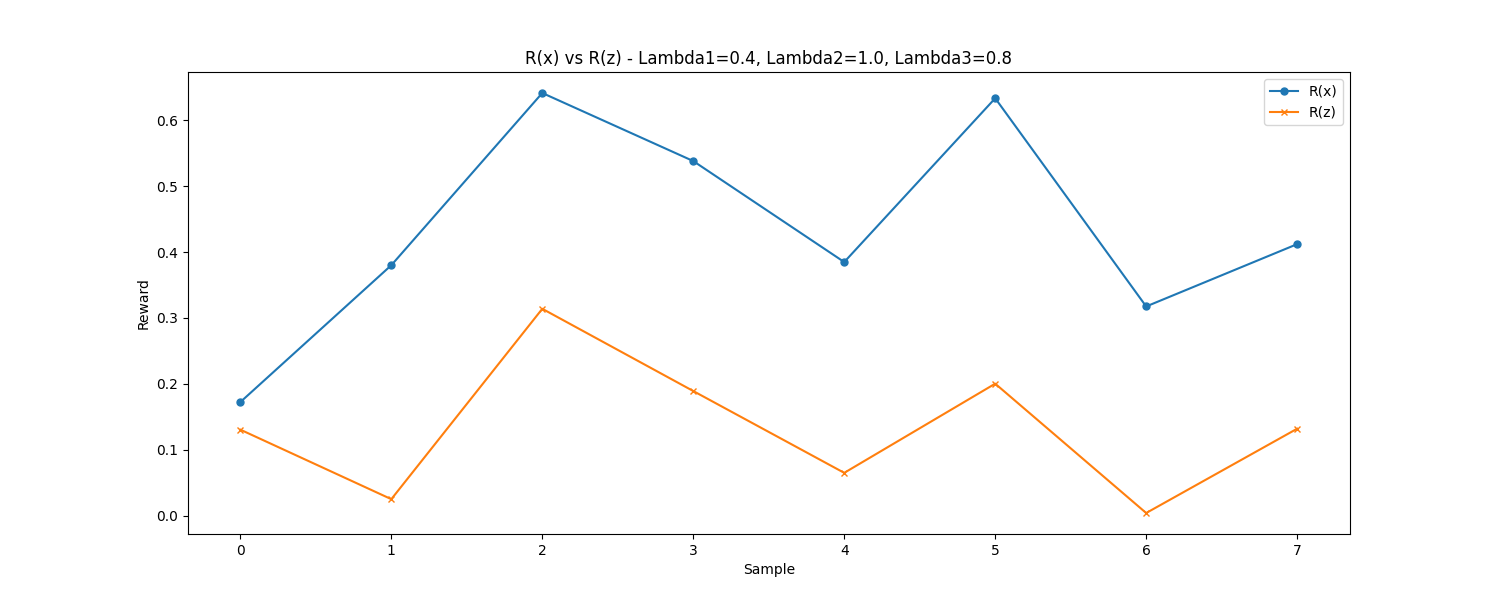 R(x) vs R(z) - Lambda1=0.4, Lambda2=1.0, Lambda3=0.8
R(x)
R(z)
Reward
0.6
0.5
0.4
0.3
0.2
0.1
0.0
0 1 2 3 4 5 6 7
Sample